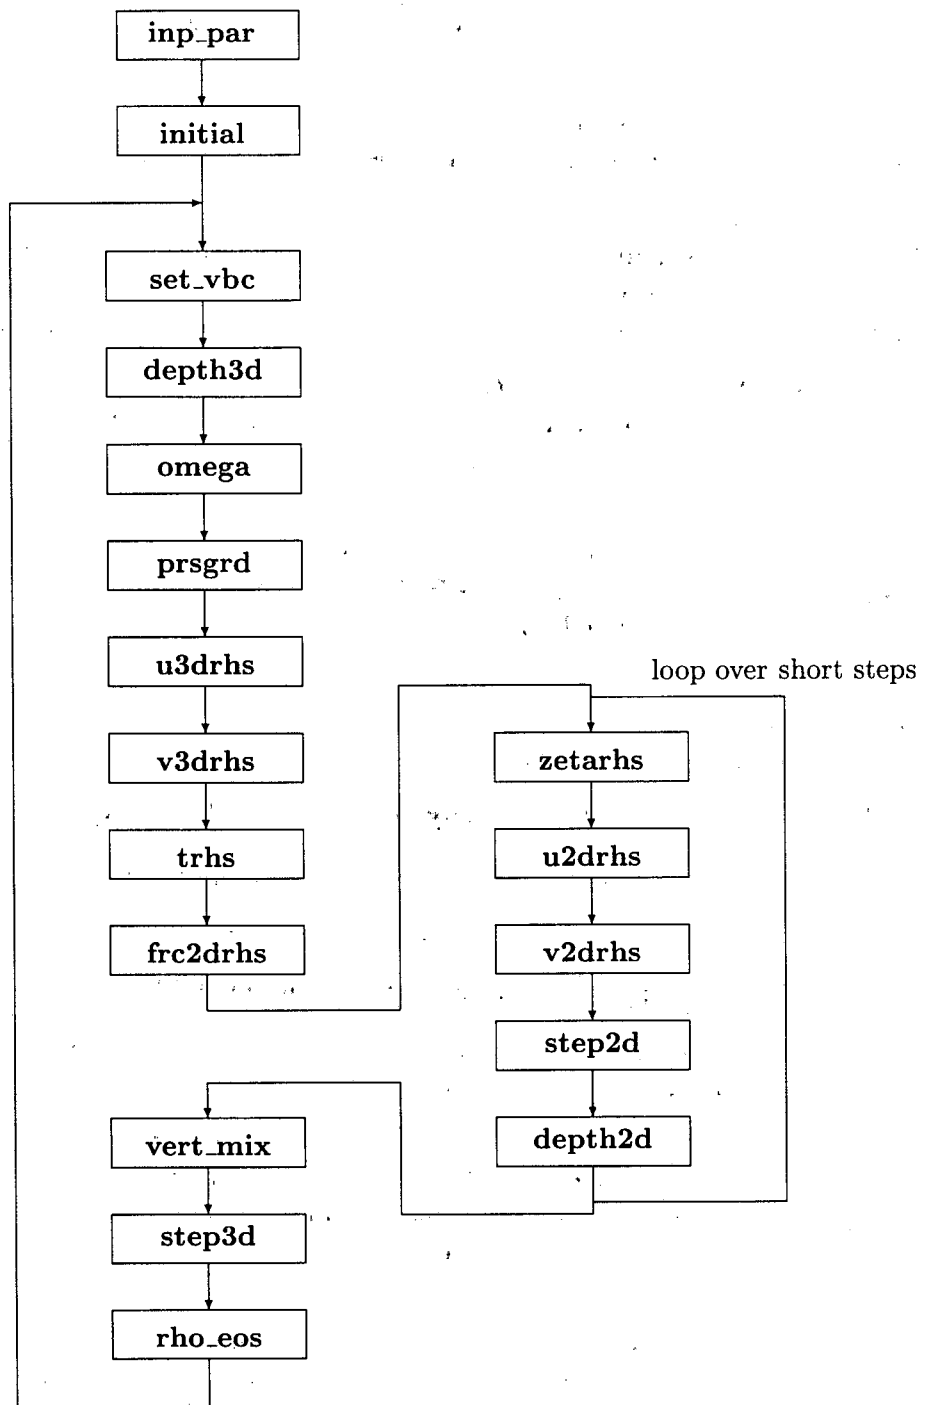 inp_par
initial
set_vbc
depth3d
omega
prsgrd
u3drhs
v3drhs
trhs
frc2drhs
loop over short steps
zetarhs
u2drhs
v2drhs
step2d
depth2d
vert_mix
step3d
rho_eos